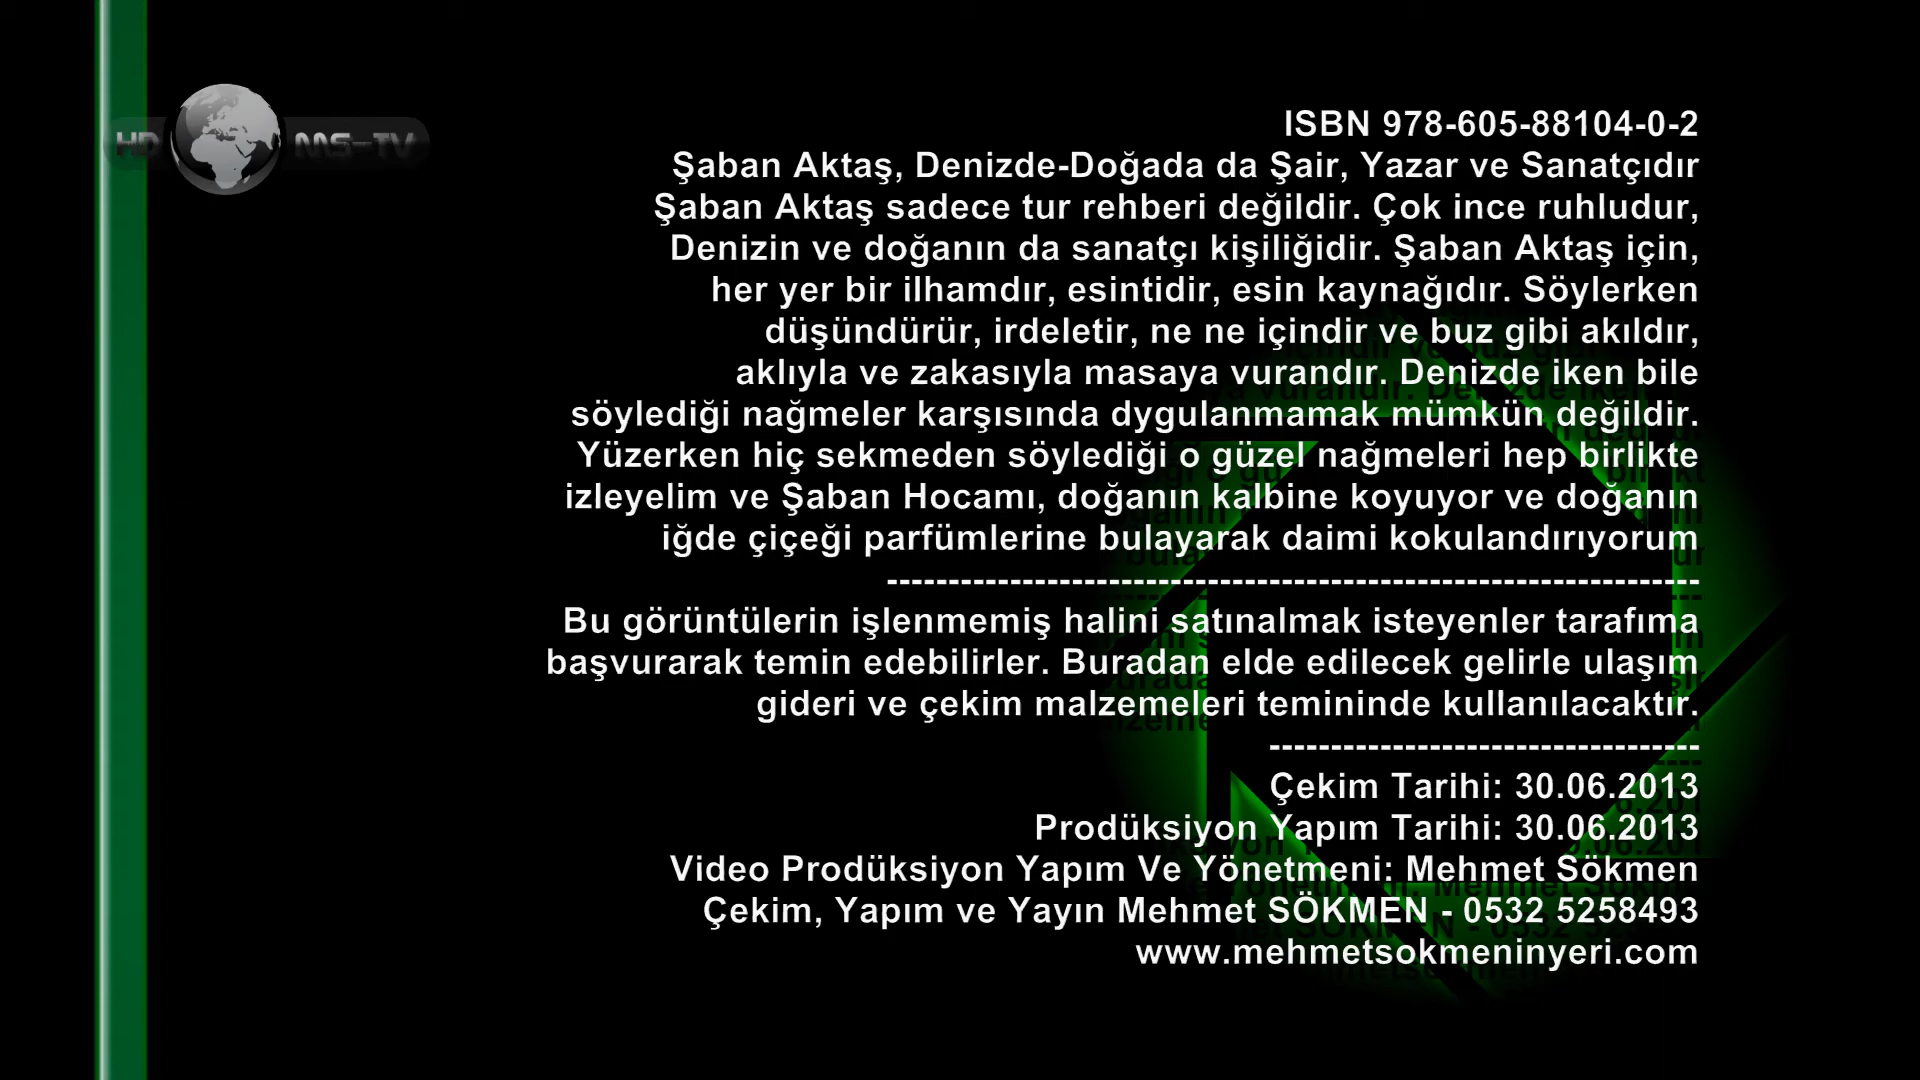 HD MS-TV
ISBN 978-605-88104-0-2
Şaban Aktaş, Denizde-Doğada da Şair, Yazar ve Sanatçıdır
Şaban Aktaş sadece tur rehberi değildir. Çok ince ruhludur,
Denizin ve doğanın da sanatçı kişiliğidir. Şaban Aktaş için,
her yer bir ilhamdır, esintidir, esin kaynağıdır. Söylerken
düşündürür, irdeletir, ne ne içindir ve buz gibi akıldır,
aklıyla ve zakasıyla masaya vurandır. Denizde iken bile
söylediği nağmeler karşısında dygulanmamak mümkün değildir.
Yüzerken hiç sekmeden söylediği o güzel nağmeleri hep birlikte
izleyelim ve Şaban Hocamı, doğanın kalbine koyuyor ve doğanın
iğde çiçeği parfümlerine bulayarak daimi kokulandırıyorum
------------------------------------------------------------------
Bu görüntülerin işlenmemiş halini satınalmak isteyenler tarafıma
başvurarak temin edebilirler. Buradan elde edilecek gelirle ulaşım
gideri ve çekim malzemeleri temininde kullanılacaktır.
-----------------------------------
Çekim Tarihi: 30.06.2013
Prodüksiyon Yapım Tarihi: 30.06.2013
Video Prodüksiyon Yapım Ve Yönetmeni: Mehmet Sökmen
Çekim, Yapım ve Yayın Mehmet SÖKMEN - 0532 5258493
www.mehmetsokmeninyeri.com